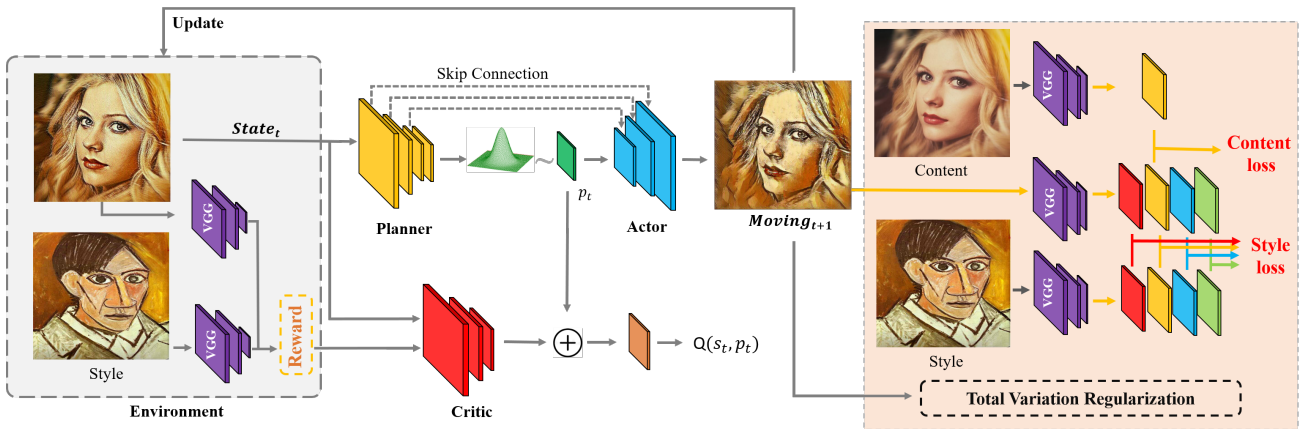 Update
State_t
Skip Connection
VGG
Style
VGG
Reward
Environment
Planner
p_t
Actor
Moving_{t+1}
Critic
Q(s_t, p_t)
VGG
Content
Content
loss
VGG
Style
loss
VGG
Style
Total Variation Regularization